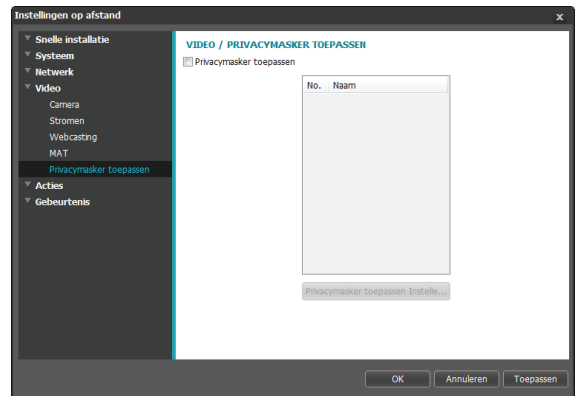 Instellingen op afstand
x
Snelle installatie
Systeem
Netwerk
Video
Camera
Stromen
Webcasting
MAT
Privacymasker toepassen
Acties
Gebeurtenis
VIDEO / PRIVACYMASKER TOEPASSEN
Privacymasker toepassen
No. Naam
Privacymasker toepassen Instelle...
OK Annuleren Toepassen